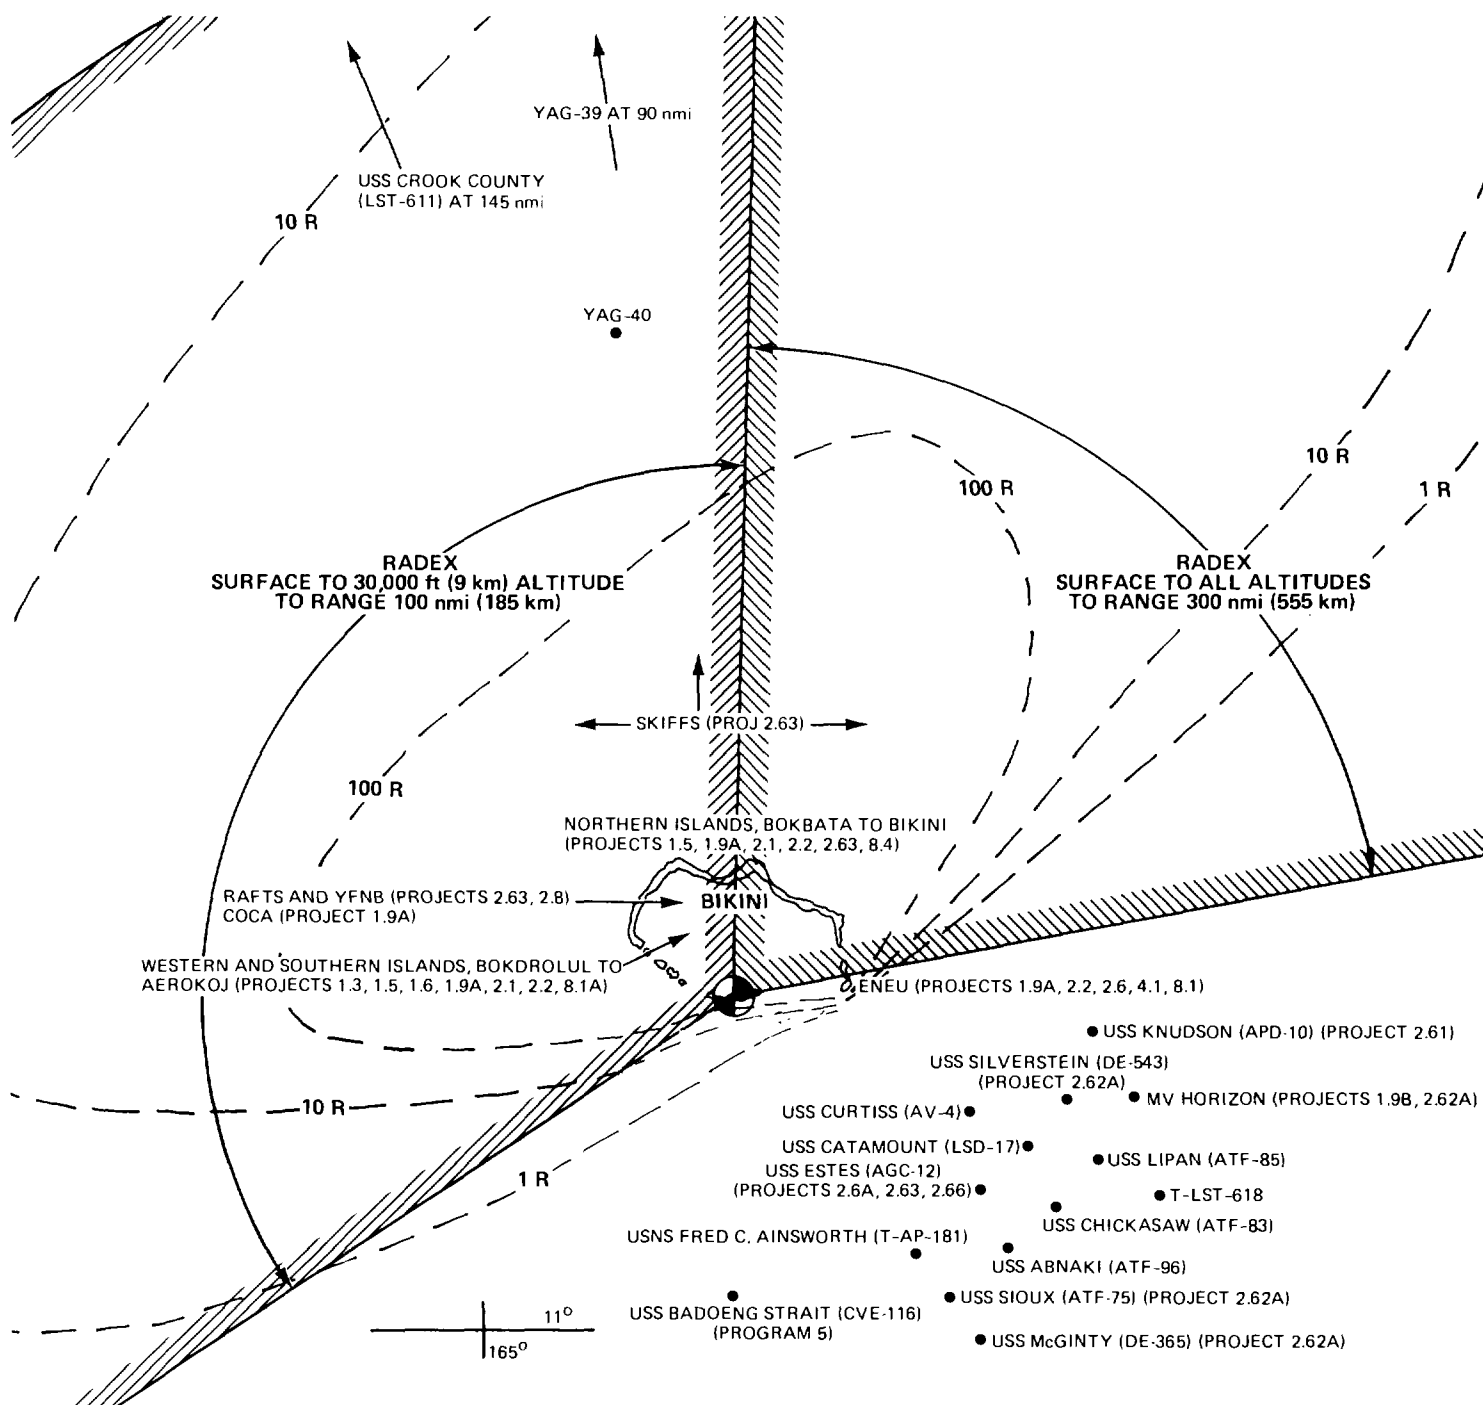 YAG-39 AT 90 nmi
USS CROOK COUNTY
(LST-611) AT 145 nmi
10 R
YAG-40
10 R
1 R
100 R
RADEX
SURFACE TO 30,000 ft (9 km) ALTITUDE
TO RANGE 100 nmi (185 km)
RADEX
SURFACE TO ALL ALTITUDES
TO RANGE 300 nmi (555 km)
SKIFFS (PROJ 2.63)
100 R
NORTHERN ISLANDS, BOKBATA TO BIKINI
(PROJECTS 1.5, 1.9A, 2.1, 2.2, 2.63, 8.4)
RAFTS AND YFNB (PROJECTS 2.63, 2.8)
COCA (PROJECT 1.9A)
BIKINI
WESTERN AND SOUTHERN ISLANDS, BOKDROLUL TO
AEROKOJ (PROJECTS 1.3, 1.5, 1.6, 1.9A, 2.1, 2.2, 8.1A)
ENEU (PROJECTS 1.9A, 2.2, 2.6, 4.1, 8.1)
USS KNUDSON (APD-10) (PROJECT 2.61)
USS SILVERSTEIN (DE-543)
(PROJECT 2.62A)
MV HORIZON (PROJECTS 1.9B, 2.62A)
10 R
USS CURTISS (AV-4)
USS CATAMOUNT (LSD-17)
USS LIPAN (ATF-85)
USS ESTES (AGC-12)
(PROJECTS 2.6A, 2.63, 2.66)
1 R
T-LST-618
USS CHICKASAW (ATF-83)
USNS FRED C. AINSWORTH (T-AP-181)
USS ABNAKI (ATF-96)
USS SIOUX (ATF-75) (PROJECT 2.62A)
USS BADOENG STRAIT (CVE-116)
(PROGRAM 5)
11°
165°
USS McGINTY (DE-365) (PROJECT 2.62A)